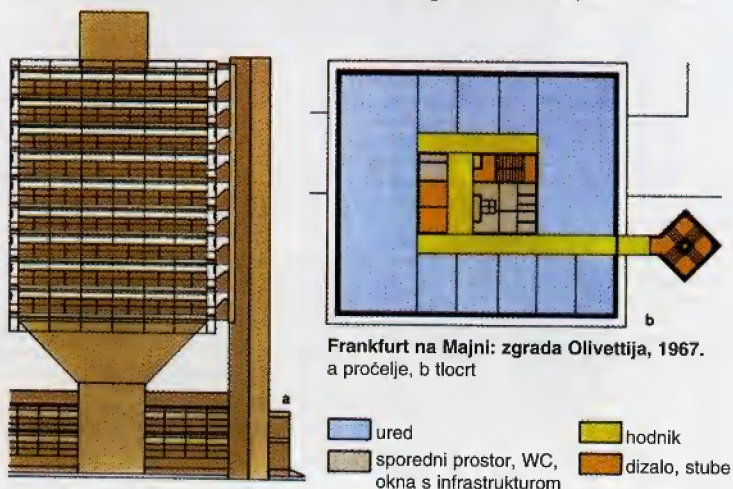 a
b
Frankfurt na Majni: zgrada Olivettija, 1967.
a pročelje, b tlocrt
ured
hodnik
sporedni prostor, WC,
okna s infrastrukturom
dizalo, stube